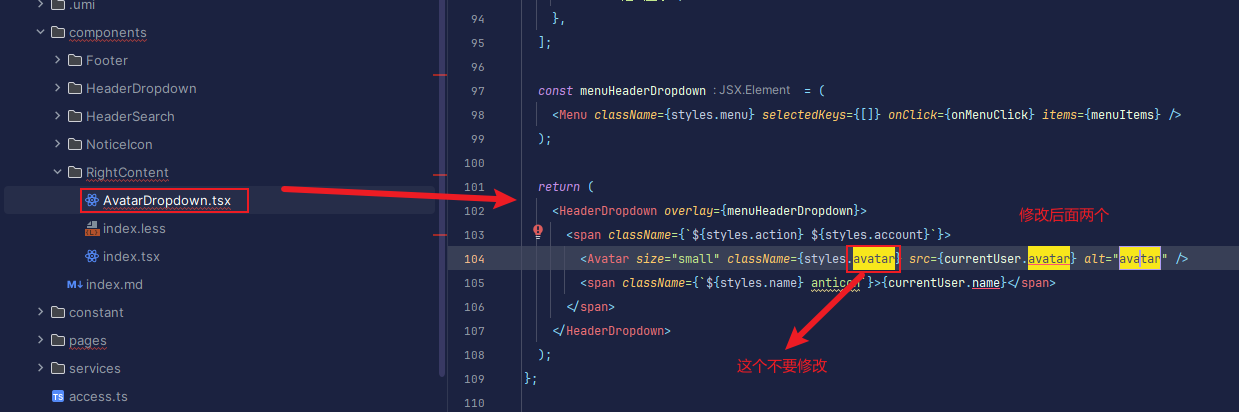 .umi
components
Footer
HeaderDropdown
HeaderSearch
NoticeIcon
RightContent
AvatarDropdown.tsx
index.less
index.tsx
index.md
constant
pages
services
TS access.ts
94 },
95 ];
96
97 const menuHeaderDropdown : JSX.Element = (
98 <Menu className={styles.menu} selectedKeys={[]} onClick={onMenuClick} items={menuItems} />
99 );
100
101 return (
102 <HeaderDropdown overlay={menuHeaderDropdown}>
修改后面两个
103 <span className={`${styles.action} ${styles.account}`}>
104 <Avatar size="small" className={styles.avatar} src={currentUser.avatar} alt="avatar" />
105 <span className={`${styles.name} anticon`}>{currentUser.name}</span>
106 </span>
107 </HeaderDropdown>
108 );
这个不要修改
109 };
110